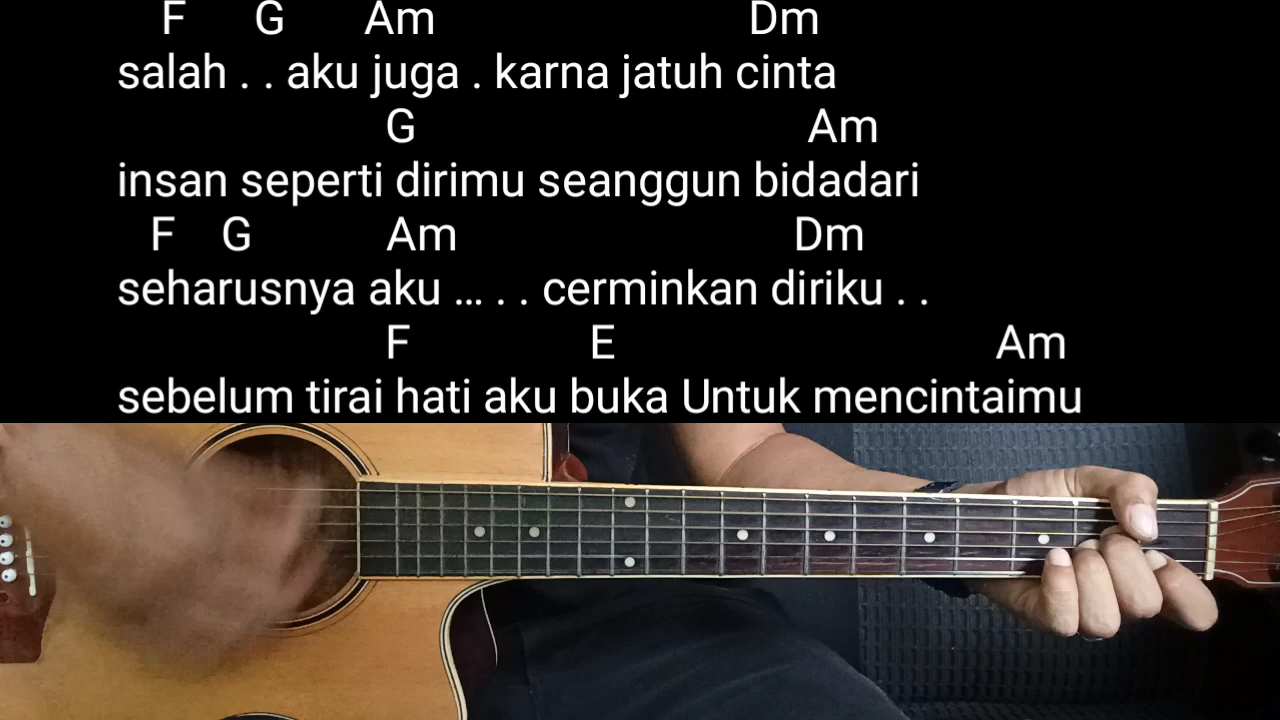 F G Am Dm
salah . . aku juga . karna jatuh cinta
G Am
insan seperti dirimu seanggun bidadari
F G Am Dm
seharusnya aku ... . . cerminkan diriku . .
F E Am
sebelum tirai hati aku buka Untuk mencintaimu